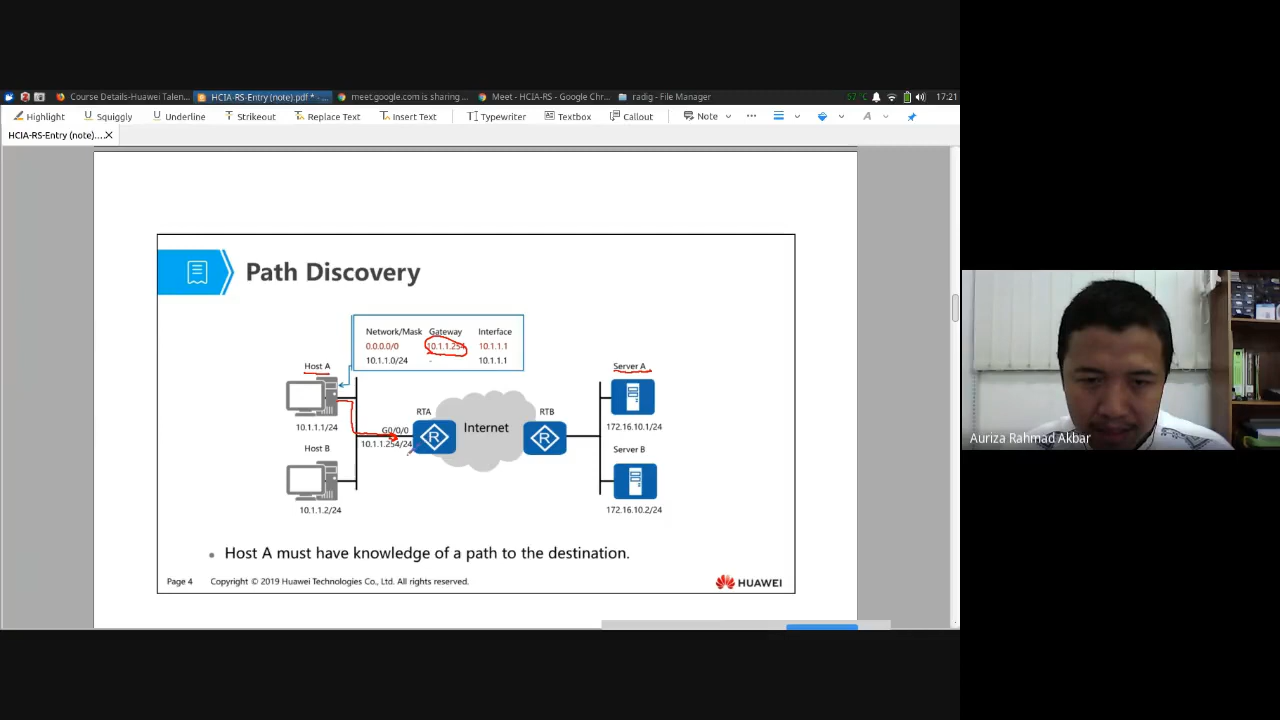 Course Details-Huawei Talen...
HCIA-RS-Entry (note).pdf * -...
meet.google.com is sharing ...
Meet - HCIA-RS - Google Chr...
radig - File Manager
57°C
17:21
Highlight
Squiggly
Underline
Strikeout
Replace Text
Insert Text
Typewriter
Textbox
Callout
Note
HCIA-RS-Entry (note)....
Path Discovery
Network/Mask Gateway Interface
0.0.0.0/0 10.1.1.254 10.1.1.1
10.1.1.0/24 - 10.1.1.1
Host A
10.1.1.1/24
Host B
10.1.1.2/24
G0/0/0
10.1.1.254/24
RTA
R
Internet
RTB
R
Server A
172.16.10.1/24
Server B
172.16.10.2/24
Host A must have knowledge of a path to the destination.
Page 4 Copyright © 2019 Huawei Technologies Co., Ltd. All rights reserved.
HUAWEI
Auriza Rahmad Akbar